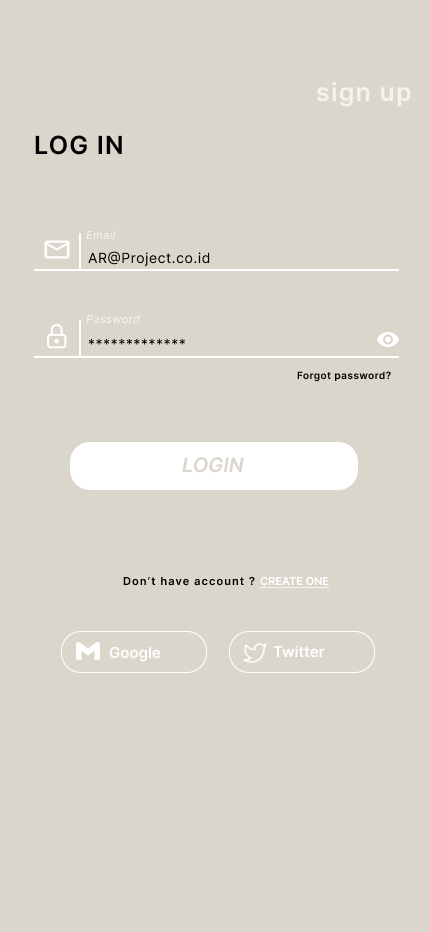 sign up
LOG IN
Email
AR@Project.co.id
Password
*************
Forgot password?
LOGIN
Don't have account ? CREATE ONE
Google
Twitter